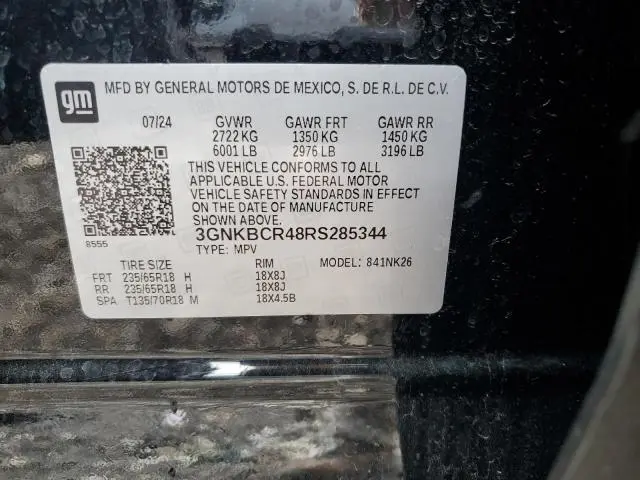 gm
MFD BY GENERAL MOTORS DE MEXICO, S. DE R.L. DE C.V.
07/24 GVWR GAWR FRT GAWR RR
2722 KG 1350 KG 1450 KG
6001 LB 2976 LB 3196 LB
THIS VEHICLE CONFORMS TO ALL
APPLICABLE U.S. FEDERAL MOTOR
VEHICLE SAFETY STANDARDS IN EFFECT
ON THE DATE OF MANUFACTURE
SHOWN ABOVE.
8555
3GNKBCR48RS285344
TYPE: MPV MODEL: 841NK26
TIRE SIZE RIM
FRT 235/65R18 H 18X8J
RR 235/65R18 H 18X8J
SPA T135/70R18 M 18X4.5B